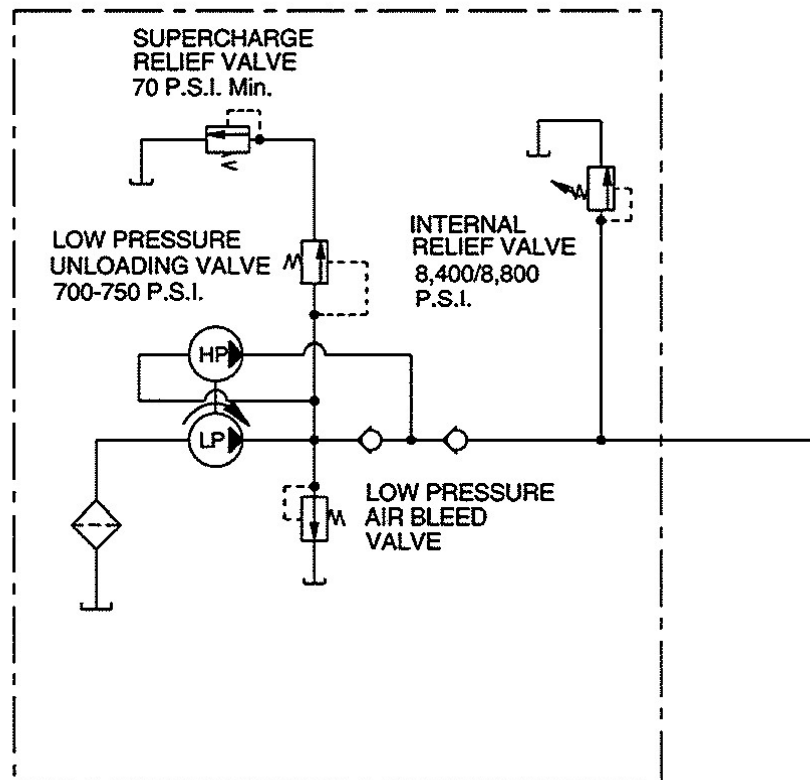 SUPERCHARGE
RELIEF VALVE
70 P.S.I. Min.
LOW PRESSURE
UNLOADING VALVE
700-750 P.S.I.
INTERNAL
RELIEF VALVE
8,400/8,800
P.S.I.
HP
LP
LOW PRESSURE
AIR BLEED
VALVE